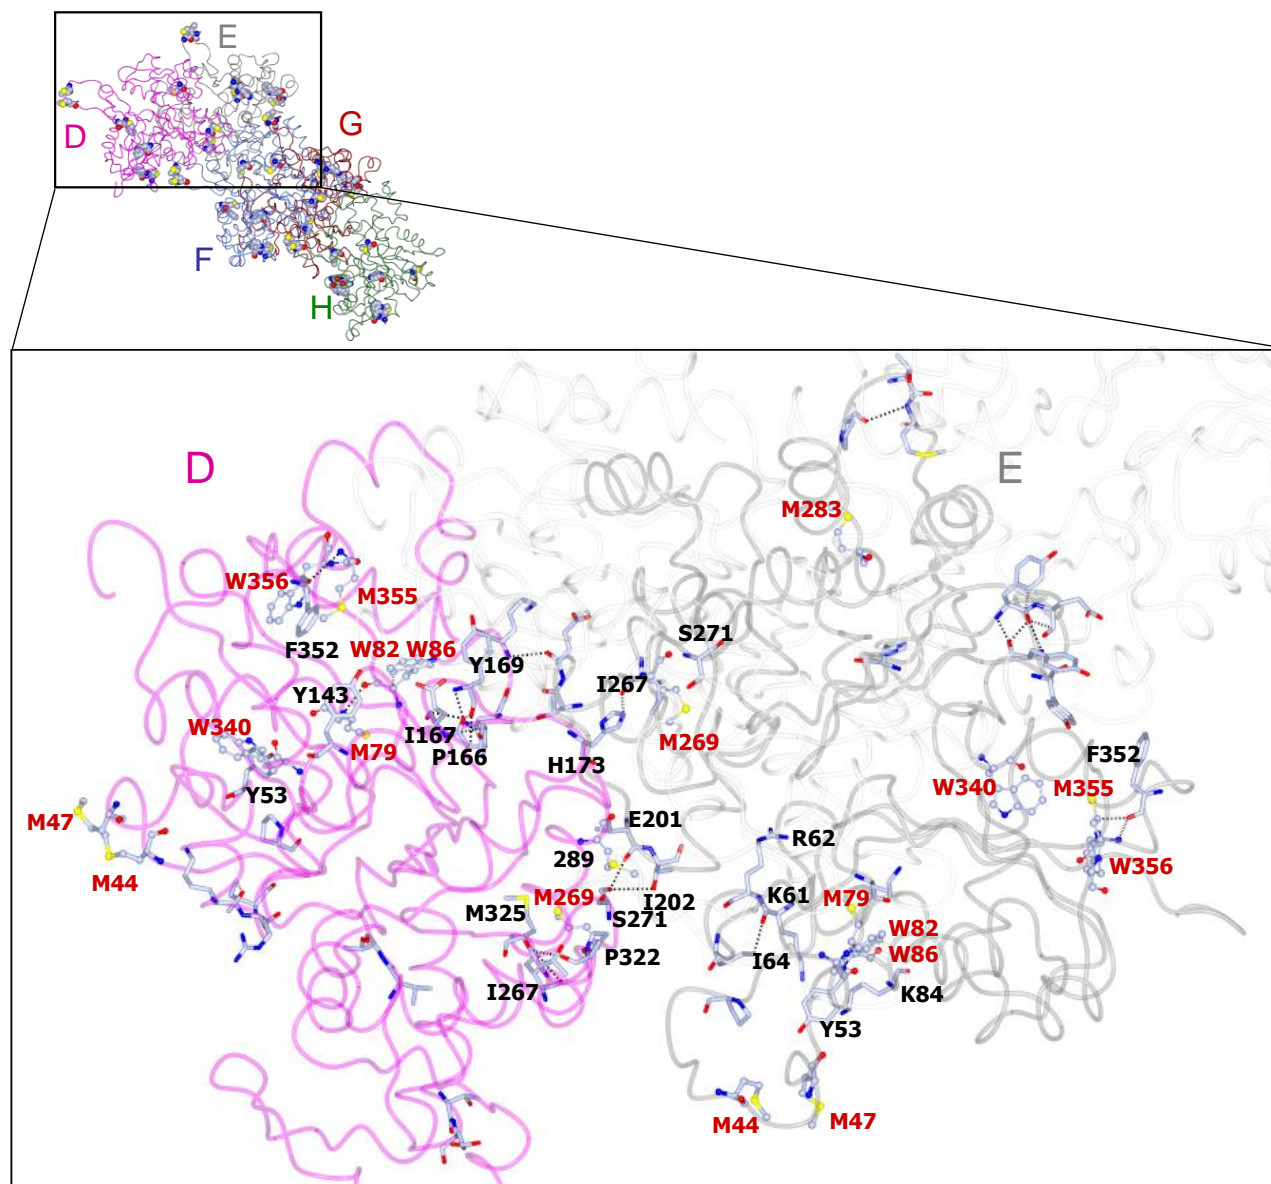 E
D
G
F
H
D
E
M283
W356
M355
F352
W82 W86
Y169
S271
Y143
I267
W340
M79
I167
P166
M269
H173
Y53
F352
W340
M355
M47
E201
R62
289
W356
M44
M269
I202
K61
M79
M325
S271
W82
P322
I64
W86
I267
K84
Y53
M44
M47